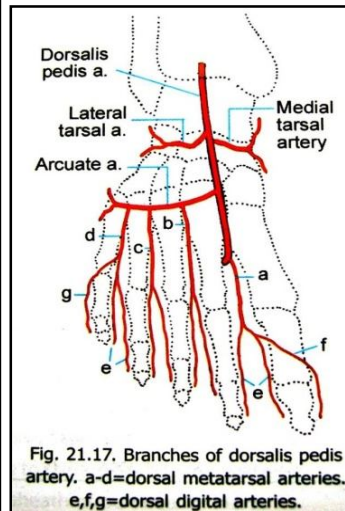 Dorsalis
pedis a.
Lateral
tarsal a.
Medial
tarsal
artery
Arcuate a.
b
d
c
a
g
f
e
e
Fig. 21.17. Branches of dorsalis pedis
artery. a-d=dorsal metatarsal arteries.
e,f,g=dorsal digital arteries.